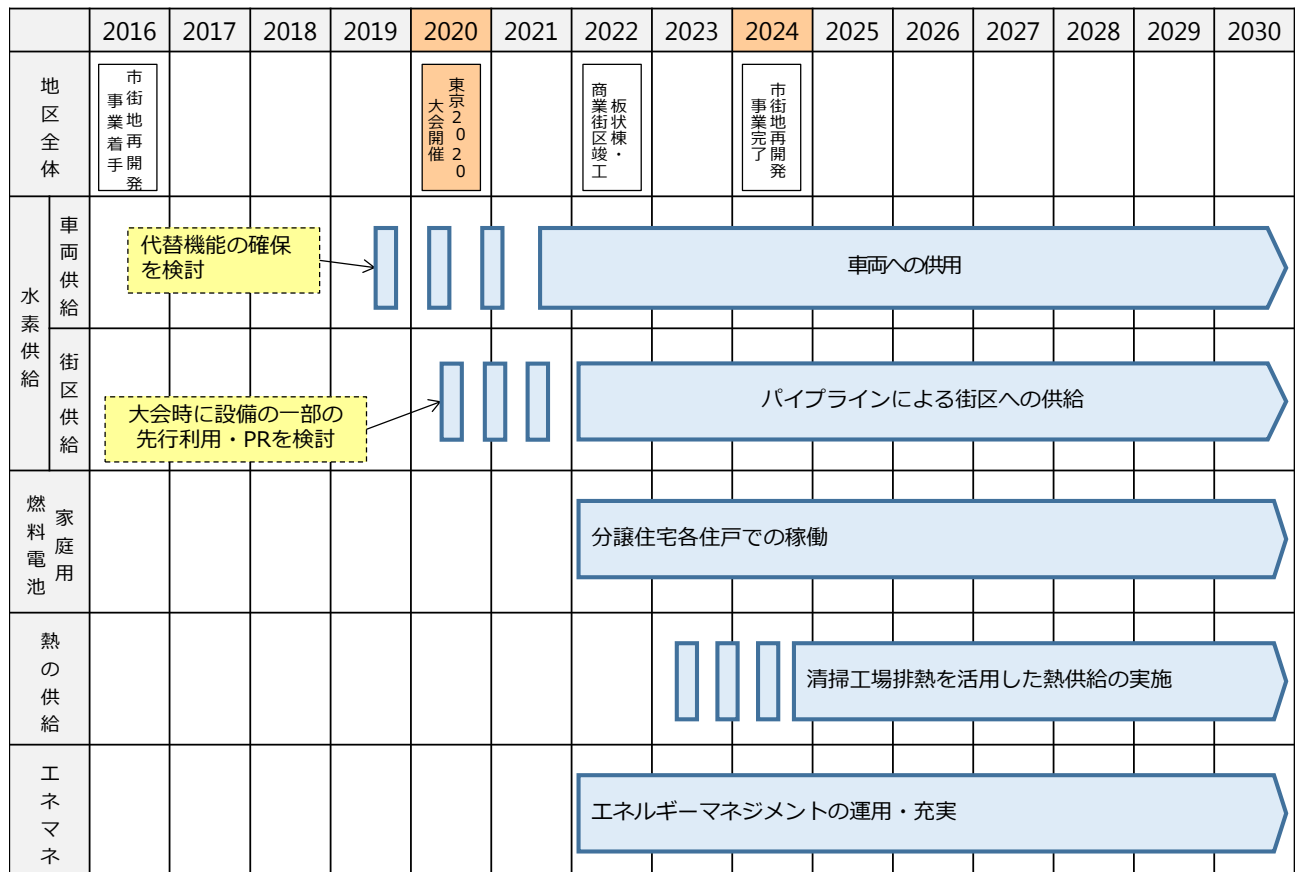 2016 2017 2018 2019 2020 2021 2022 2023 2024 2025 2026 2027 2028 2029 2030
地区全体
市街地再開発
事業着手
東京2020
大会開催
板状棟・
商業街区竣工
市街地再開発
事業完了
水素供給
車両供給
代替機能の確保
を検討
車両への供用
街区供給
大会時に設備の一部の
先行利用・PRを検討
パイプラインによる街区への供給
家庭用
燃料電池
分譲住宅各住戸での稼働
熱の供給
清掃工場排熱を活用した熱供給の実施
エネマネ
エネルギーマネジメントの運用・充実